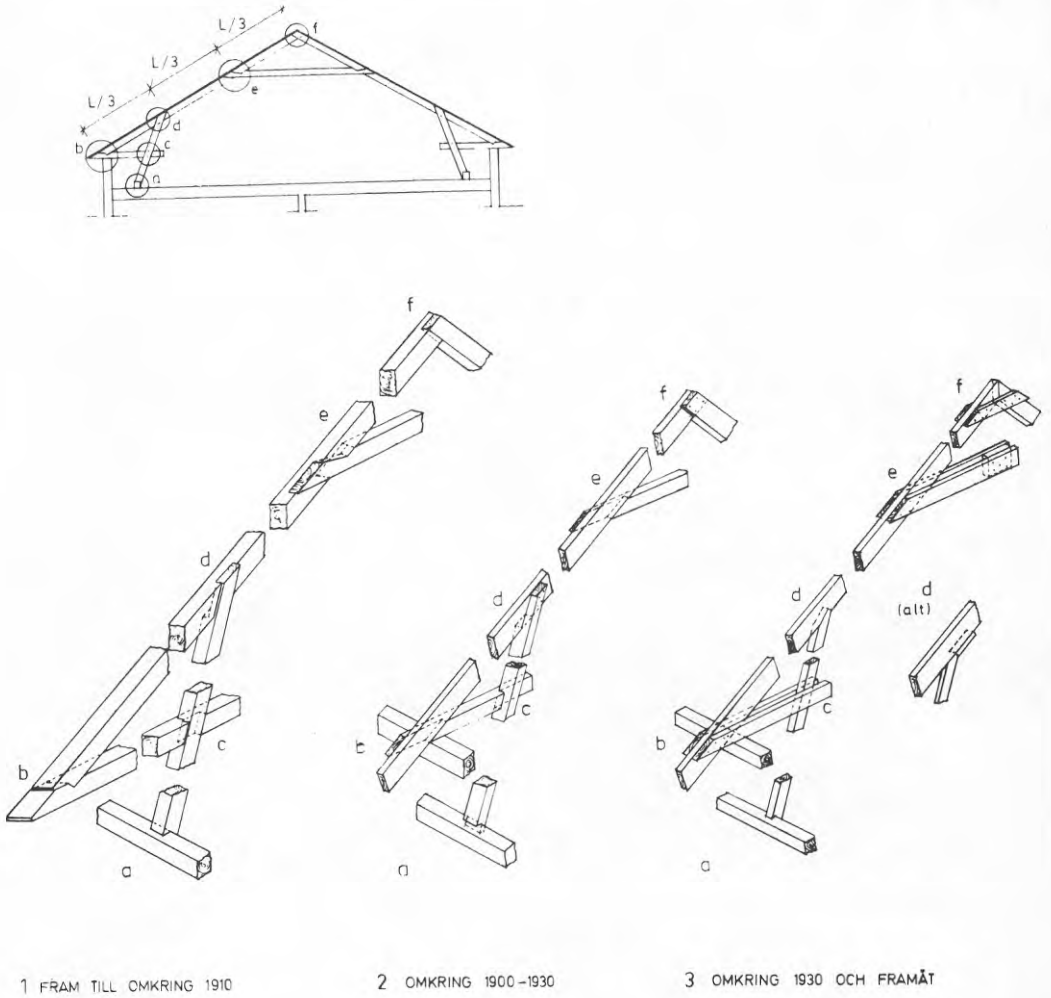 L/3
f
L/3
e
L/3
d
b
c
a
f
e
d
b
c
a
f
e
d
b
c
a
f
e
d
d
(alt)
b
c
a
1 FRAM TILL OMKRING 1910
2 OMKRING 1900-1930
3 OMKRING 1930 OCH FRAMÅT